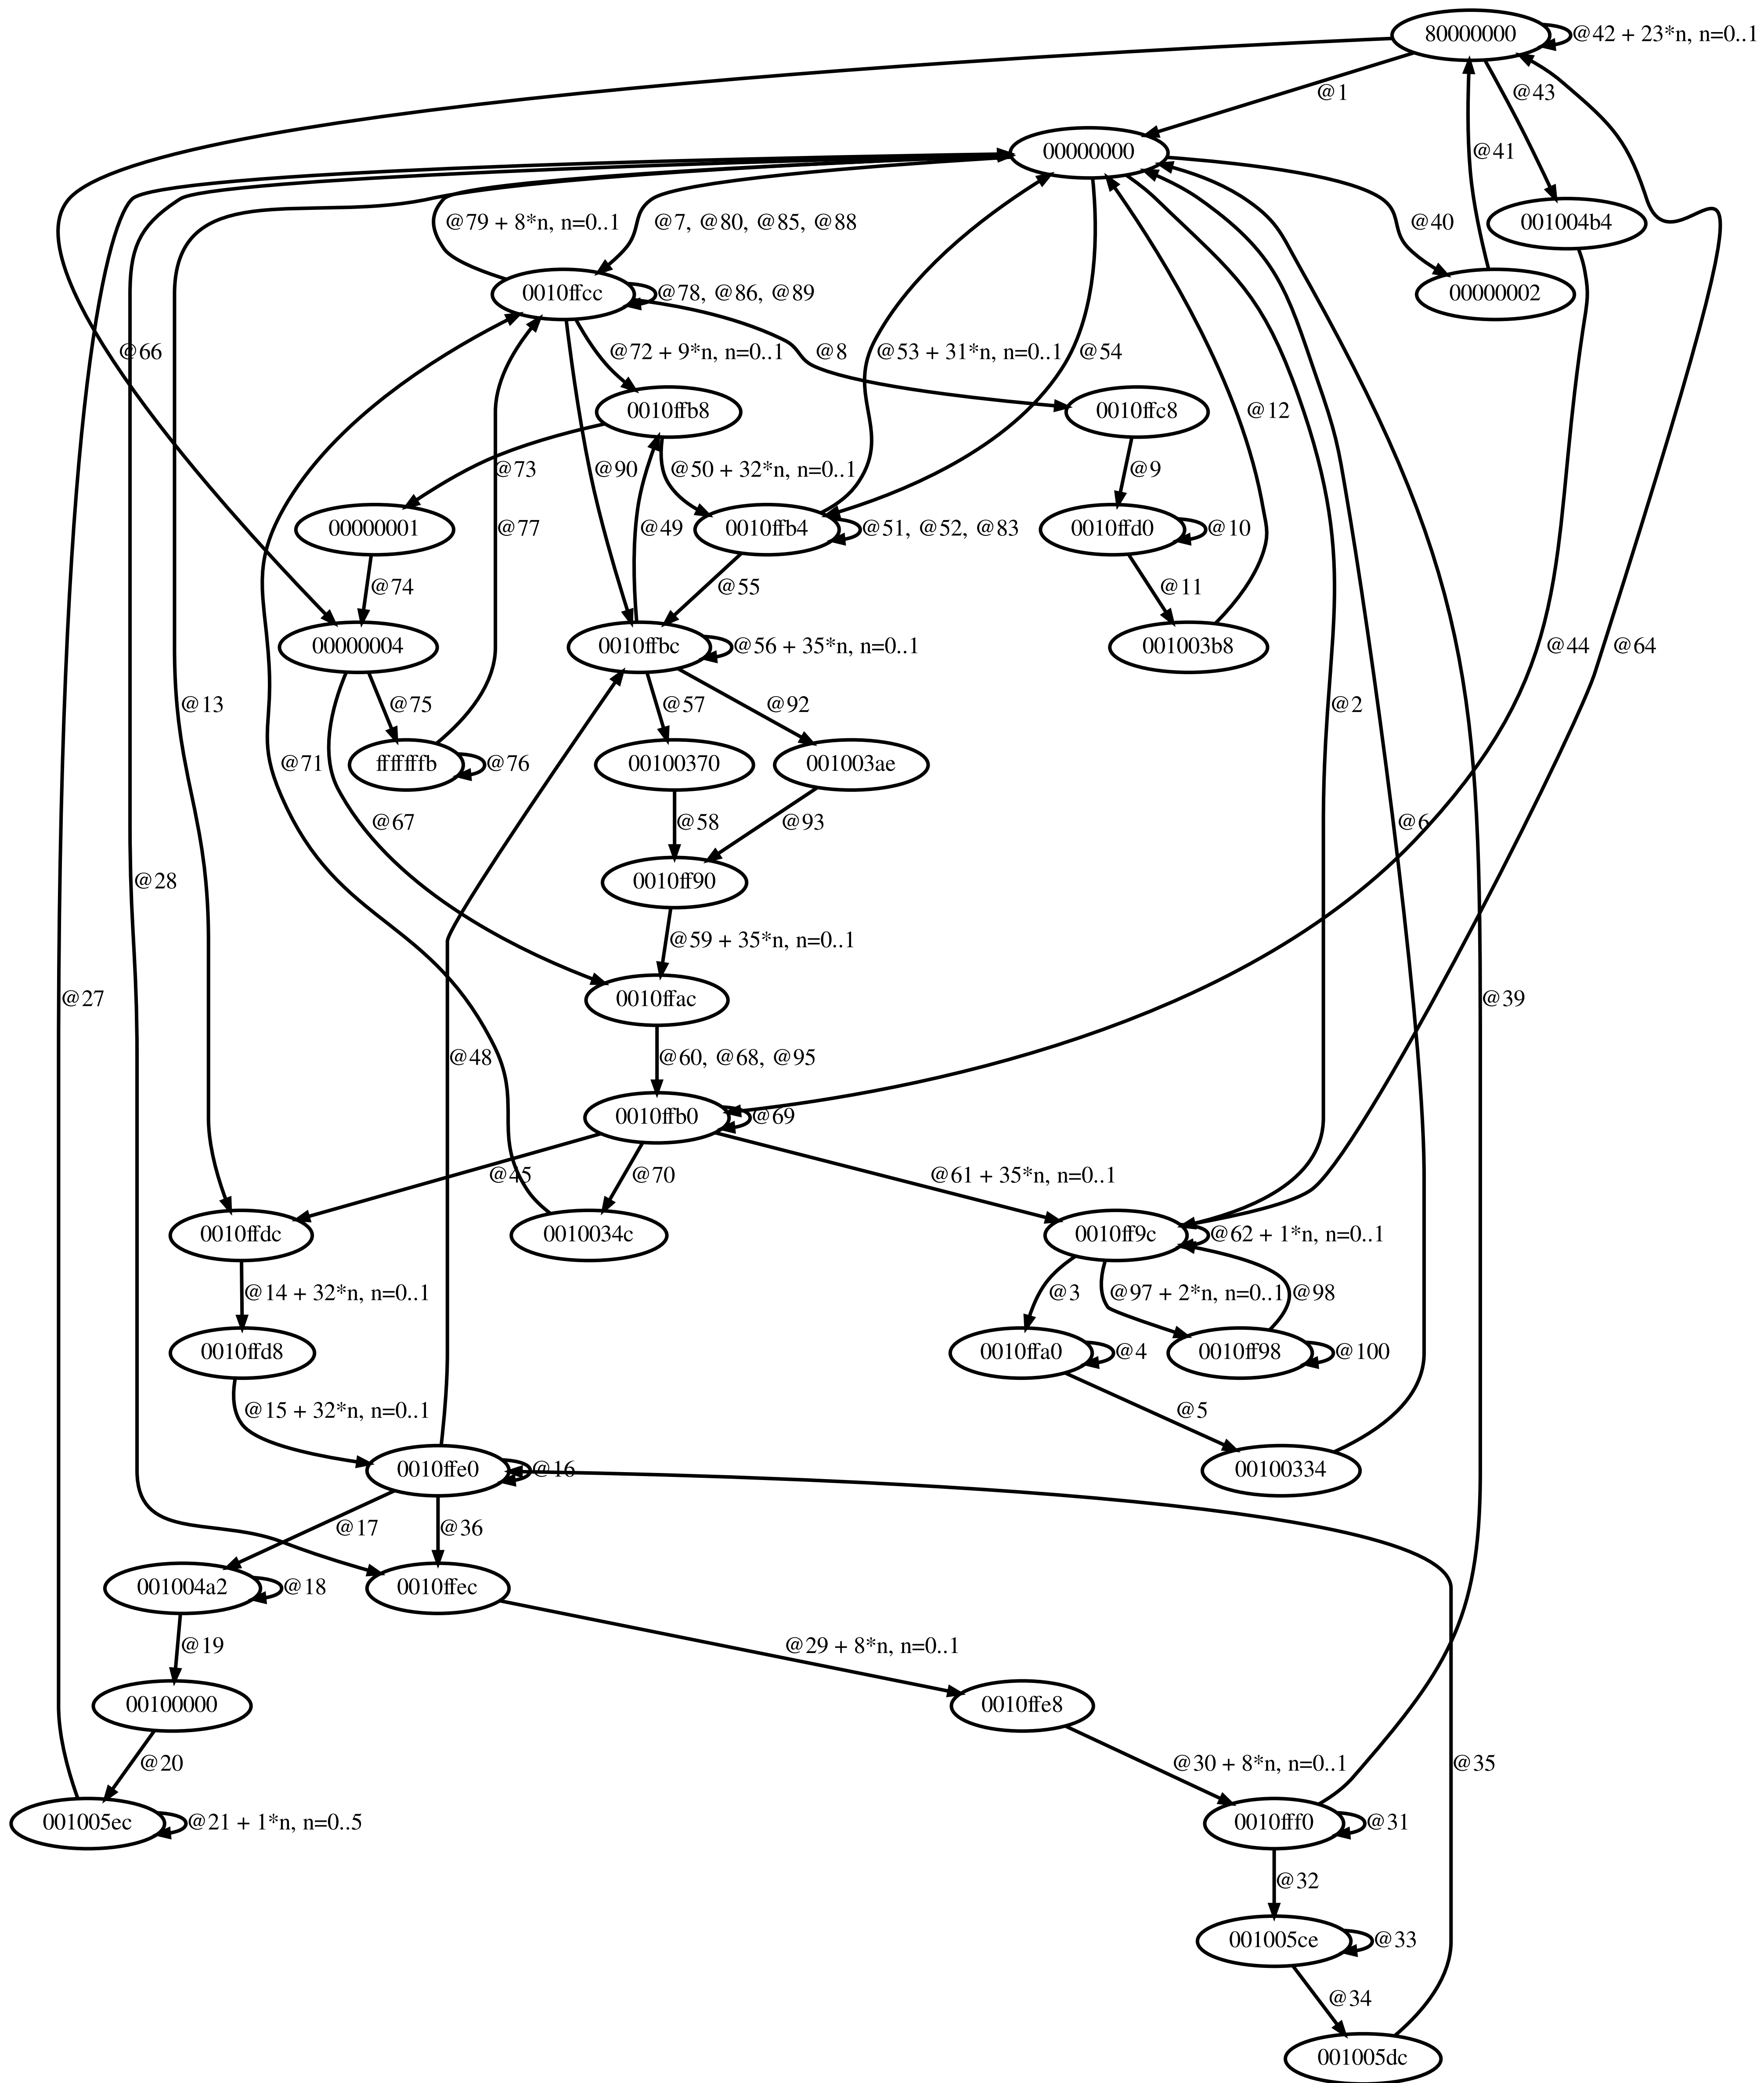 80000000
@42 + 23*n, n=0..1
@1
@43
00000000
@41
001004b4
@79 + 8*n, n=0..1
@7, @80, @85, @88
@40
0010ffcc
@78, @86, @89
00000002
@66
@72 + 9*n, n=0..1
@8
@53 + 31*n, n=0..1
@54
0010ffb8
0010ffc8
@12
@73
@90
@50 + 32*n, n=0..1
@9
00000001
@77
@49
0010ffb4
@51, @52, @83
0010ffd0
@10
@74
@55
@11
00000004
0010ffbc
@56 + 35*n, n=0..1
001003b8
@44
@64
@13
@75
@57
@92
@2
@71
fffffffb
@76
00100370
001003ae
@67
@58
@93
@6
@28
0010ff90
@59 + 35*n, n=0..1
@27
0010ffac
@39
@48
@60, @68, @95
0010ffb0
@69
@45
@70
@61 + 35*n, n=0..1
0010ffdc
0010034c
0010ff9c
@62 + 1*n, n=0..1
@14 + 32*n, n=0..1
@3
@97 + 2*n, n=0..1
@98
0010ffd8
0010ffa0
@4
0010ff98
@100
@15 + 32*n, n=0..1
@5
0010ffe0
@16
00100334
@17
@36
001004a2
@18
0010ffec
@19
@29 + 8*n, n=0..1
00100000
0010ffe8
@20
@30 + 8*n, n=0..1
@35
001005ec
@21 + 1*n, n=0..5
0010fff0
@31
@32
001005ce
@33
@34
001005dc